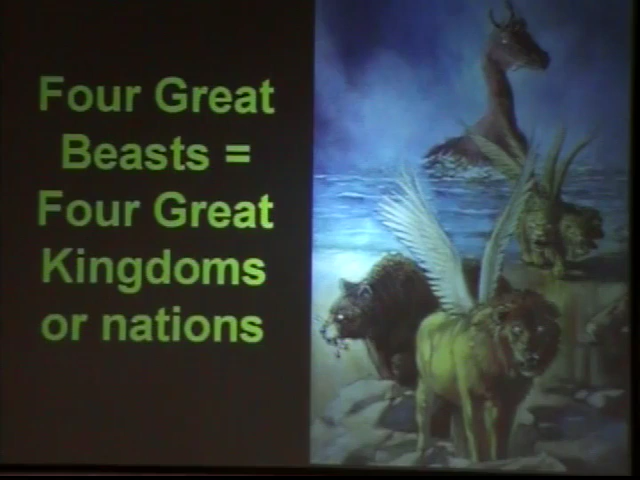 Four Great
Beasts =
Four Great
Kingdoms
or nations